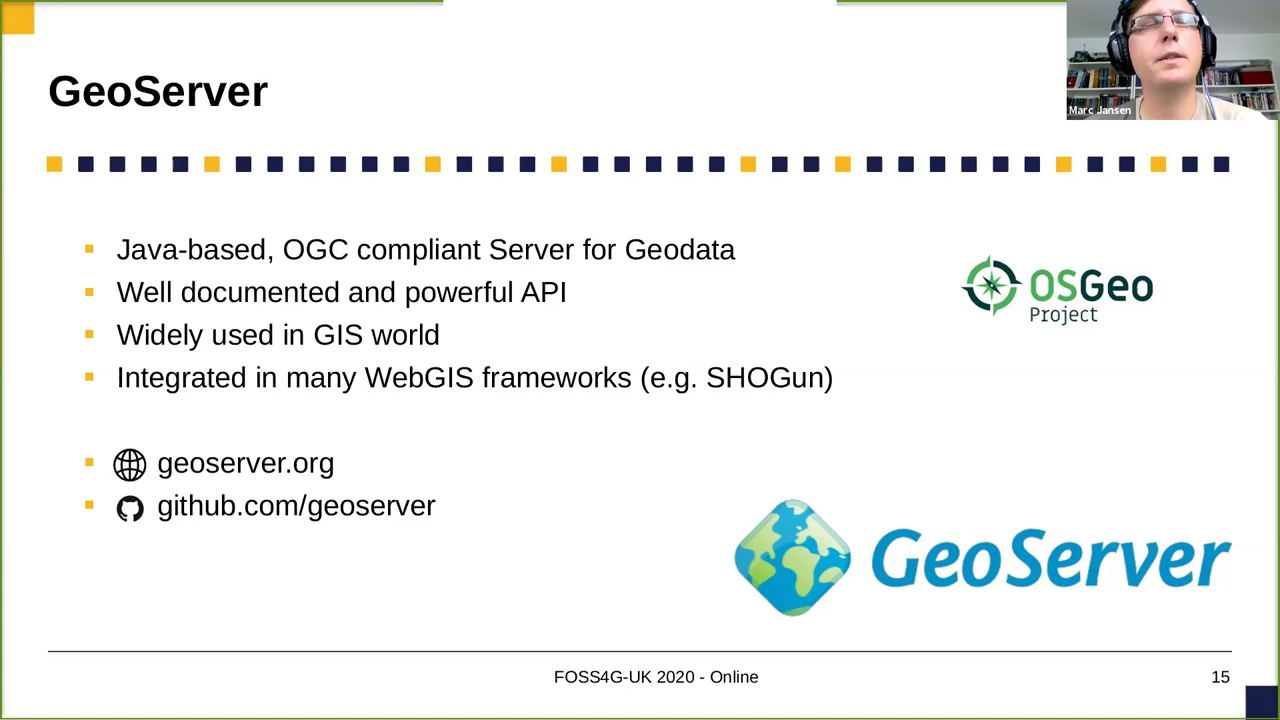 GeoServer
Marc Jansen
Java-based, OGC compliant Server for Geodata
Well documented and powerful API
Widely used in GIS world
Integrated in many WebGIS frameworks (e.g. SHOGun)
OSGeo
Project
geoserver.org
github.com/geoserver
GeoServer
FOSS4G-UK 2020 - Online
15